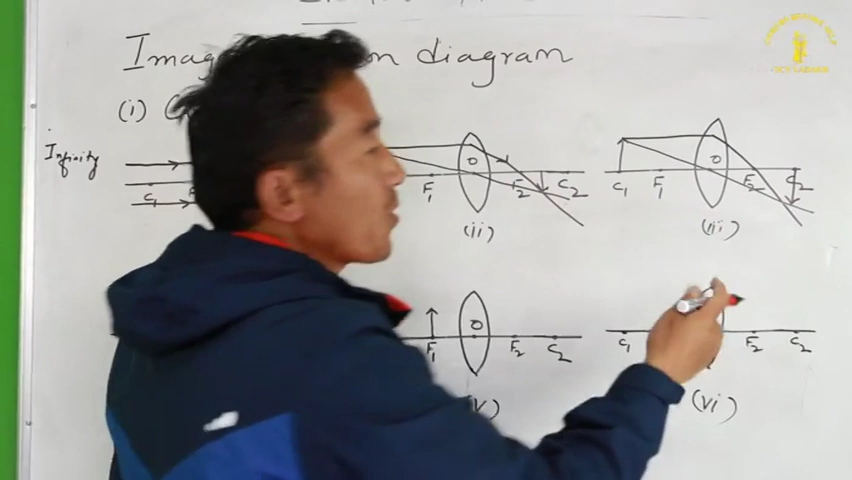 Imag n diagram
(i)
Infinity
C1
O F1 F2 C2
(ii)
O C1 F1 F2 C2
(iii)
O F1 F2 C2
(v)
C1 F2 C2
(vi)